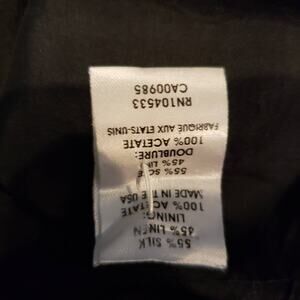 55% SILK
45% LINEN
LINING:
100% ACETATE
MADE IN THE USA
55% SOIE
45% LIN
DOUBLURE:
100% ACETATE
FABRIQUE AUX ETATS-UNIS
CA00985
RN104533